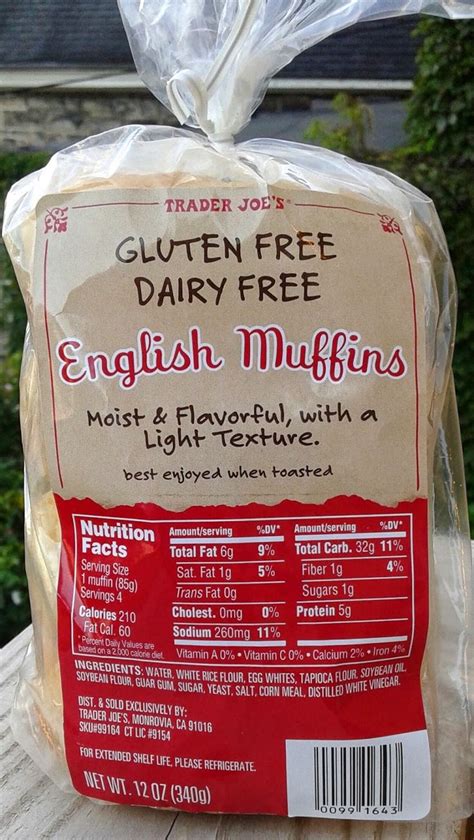 TRADER JOE'S®
GLUTEN FREE
DAIRY FREE
English Muffins
Moist & Flavorful, with a
Light Texture.
best enjoyed when toasted
Nutrition
Facts
Serving Size
1 muffin (85g)
Servings 4
Calories 210
Fat Cal. 60
*Percent Daily Values are
based on a 2,000 calorie diet.
Amount/serving %DV*
Total Fat 6g 9%
Sat. Fat 1g 5%
Trans Fat 0g
Cholest. 0mg 0%
Sodium 260mg 11%
Amount/serving %DV*
Total Carb. 32g 11%
Fiber 1g 4%
Sugars 1g
Protein 5g
Vitamin A 0% • Vitamin C 0% • Calcium 2% • Iron 4%
INGREDIENTS: WATER, WHITE RICE FLOUR, EGG WHITES, TAPIOCA FLOUR, SOYBEAN OIL,
SOYBEAN FLOUR, GUAR GUM, SUGAR, YEAST, SALT, CORN MEAL, DISTILLED WHITE VINEGAR.
DIST. & SOLD EXCLUSIVELY BY:
TRADER JOE'S, MONROVIA, CA 91016
SKU#99164 CT LIC #9154
FOR EXTENDED SHELF LIFE, PLEASE REFRIGERATE.
NET WT. 12 OZ (340g)
0099 1643